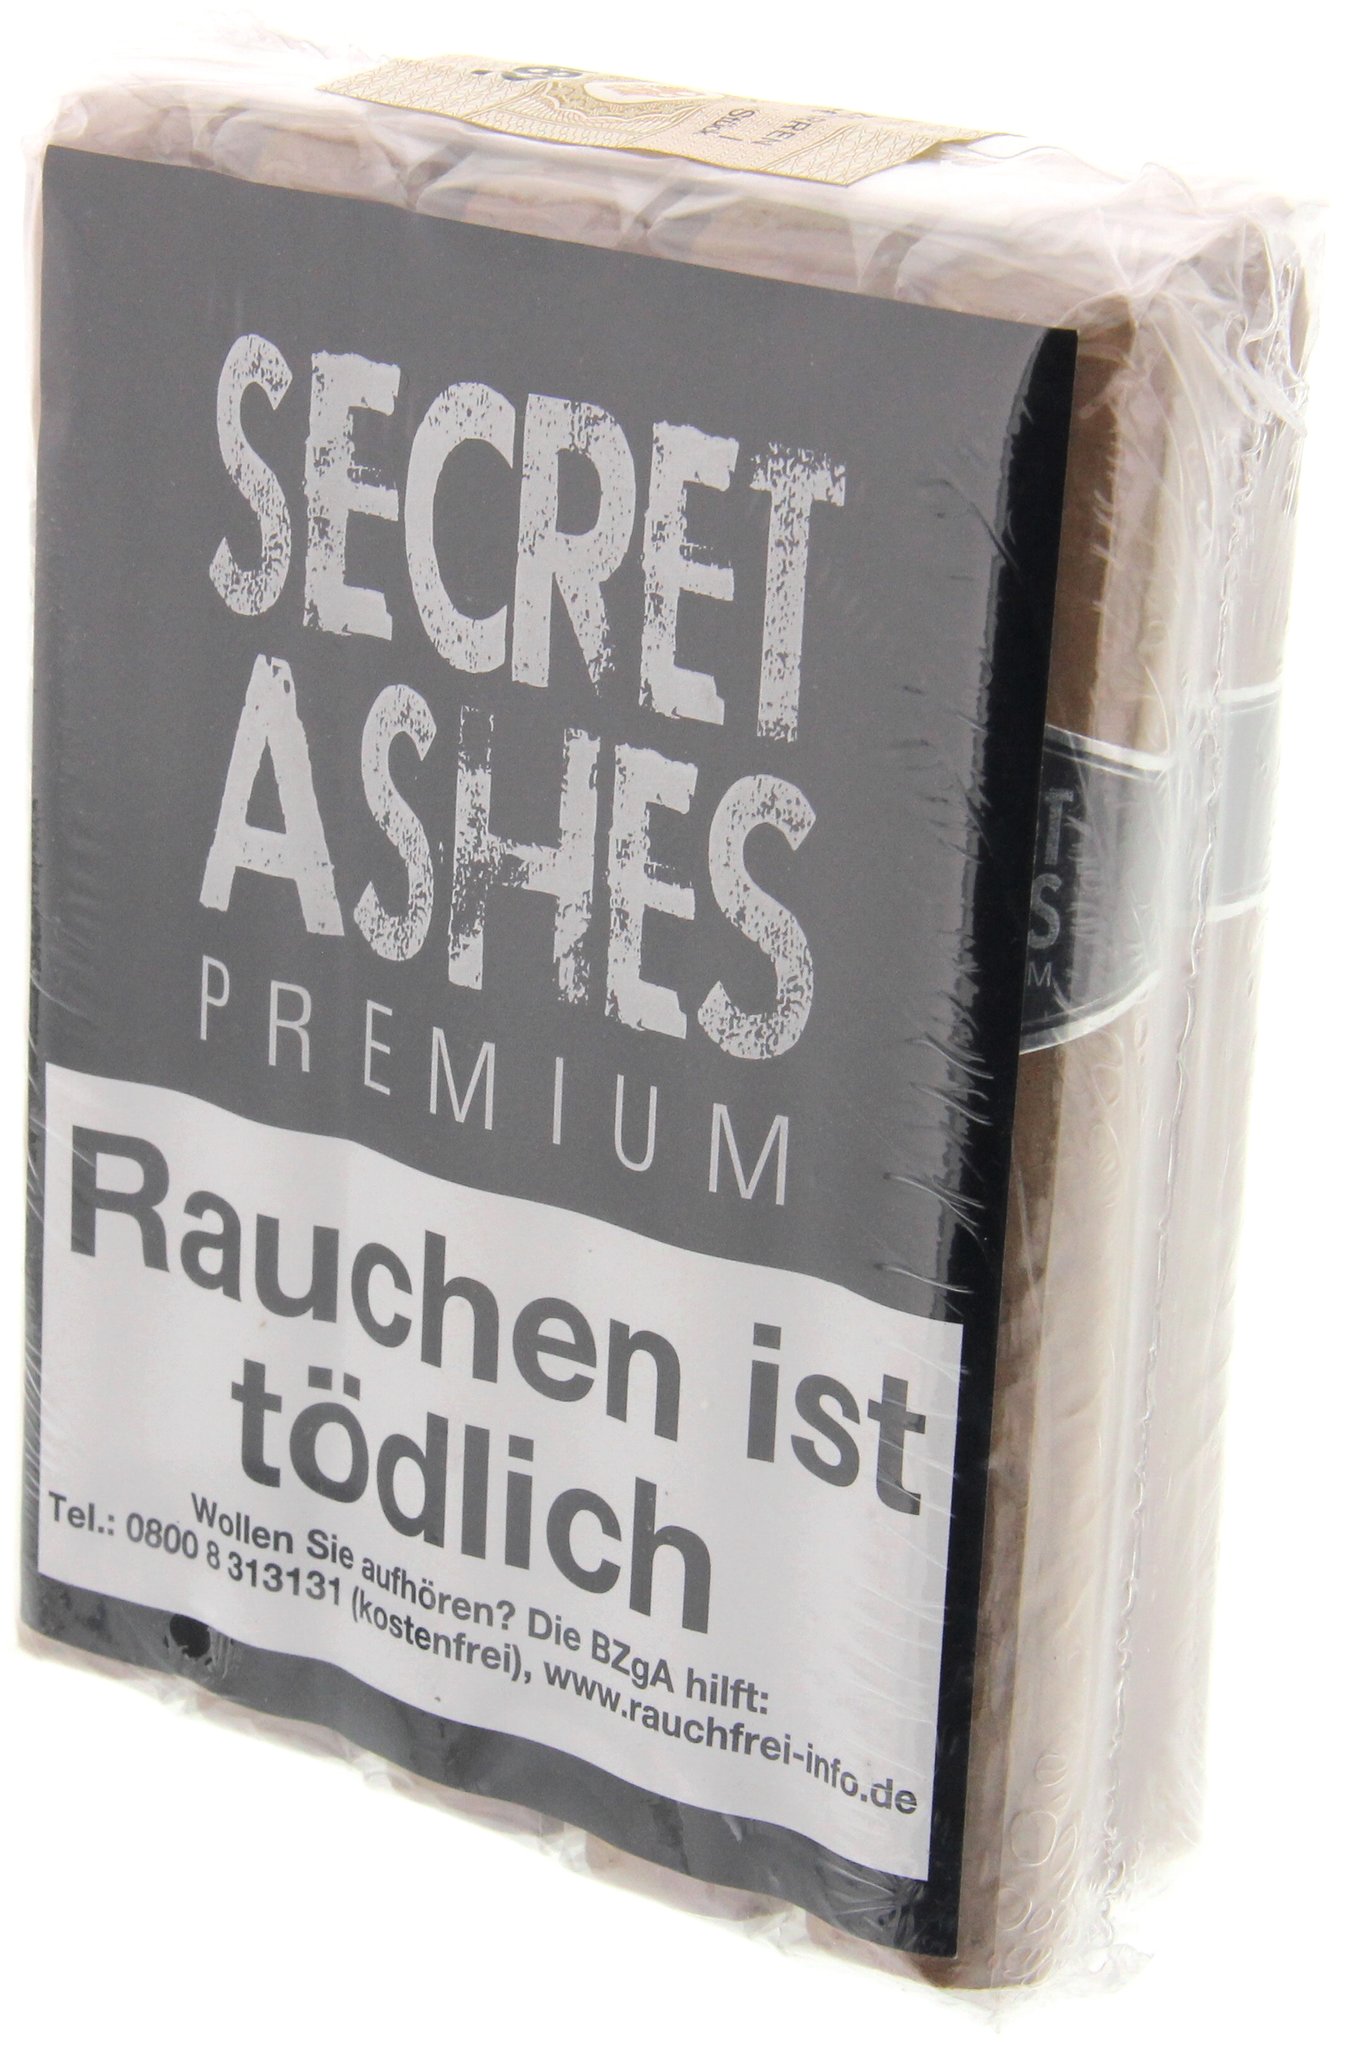 Stück
SECRET
ASHES
PREMIUM
T
S
M
Rauchen ist
tödlich
Wollen Sie aufhören? Die BZgA hilft:
Tel.: 0800 8 313131 (kostenfrei), www.rauchfrei-info.de